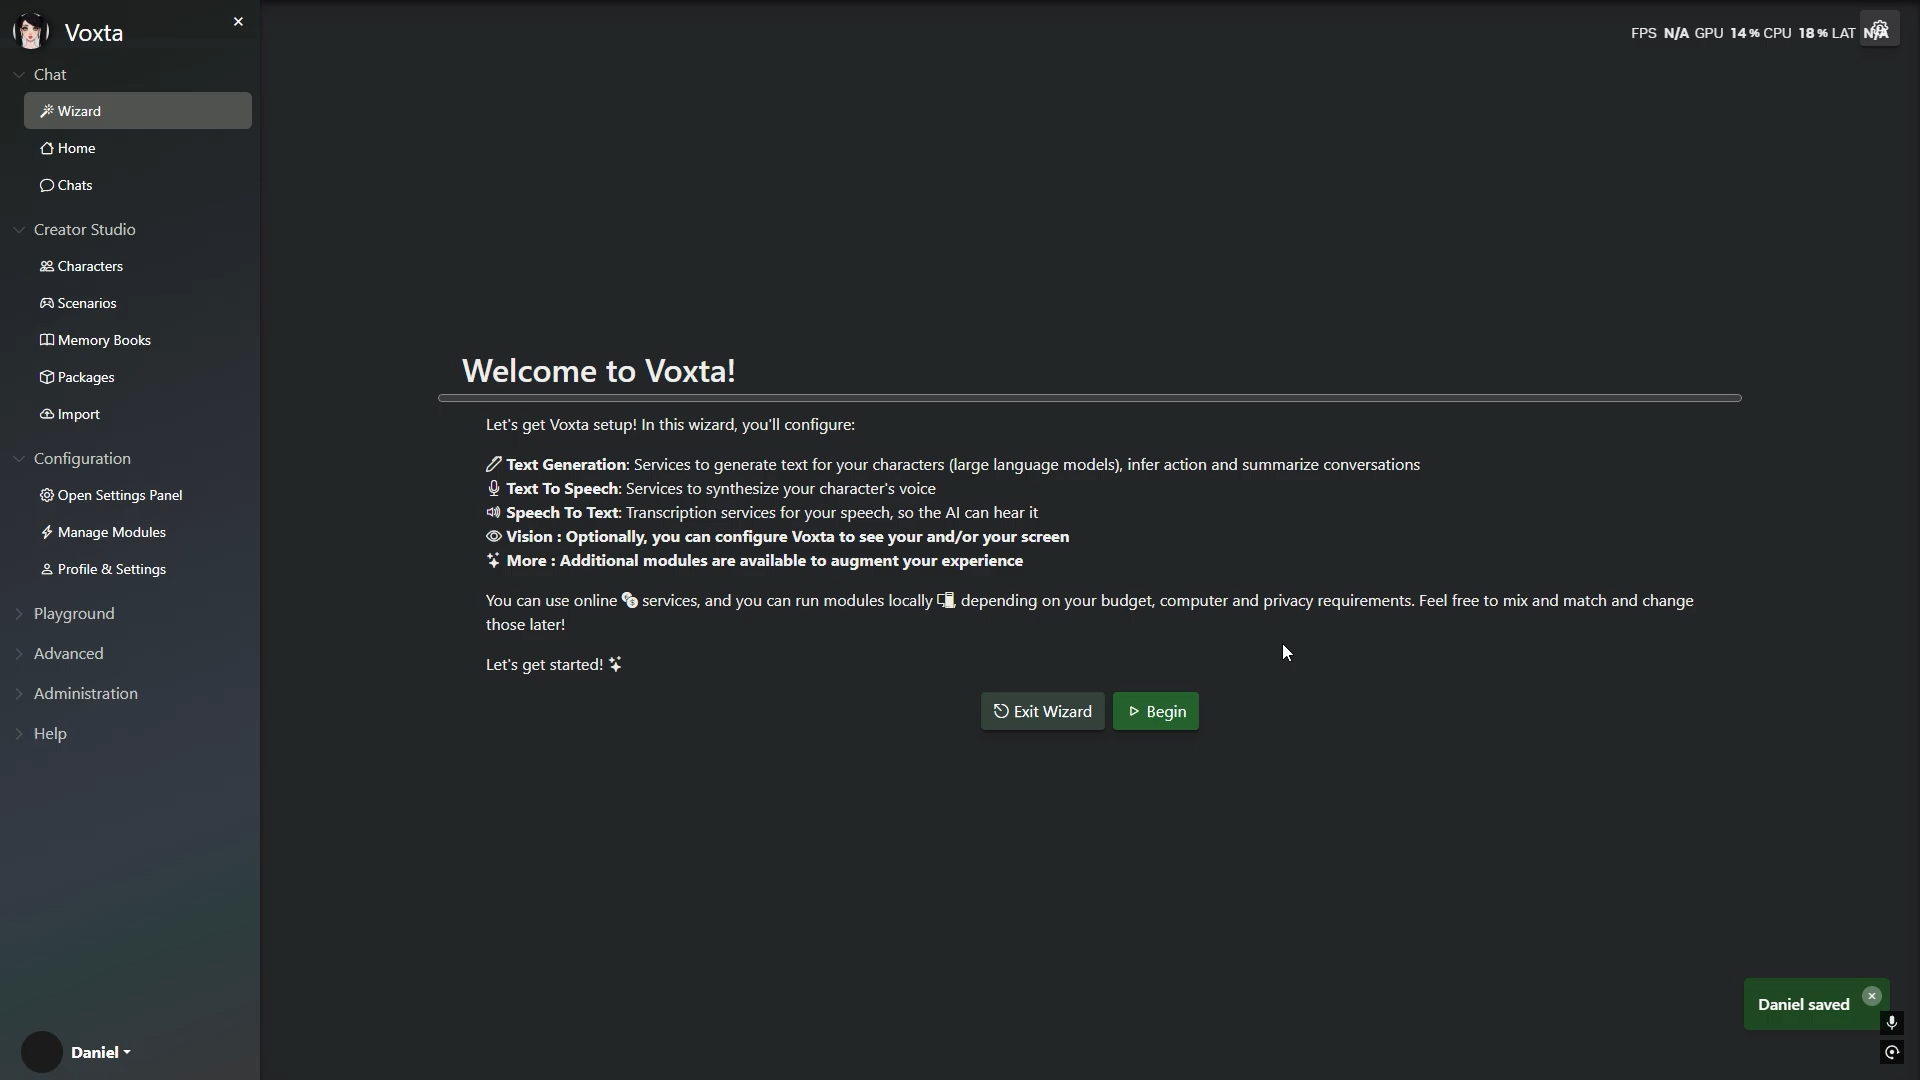 Voxta
FPS N/A GPU 14% CPU 18% LAT N/A
Chat
Wizard
Home
Chats
Creator Studio
Characters
Scenarios
Memory Books
Packages
Import
Configuration
Open Settings Panel
Manage Modules
Profile & Settings
Playground
Advanced
Administration
Help
Daniel
Welcome to Voxta!
Let's get Voxta setup! In this wizard, you'll configure:
Text Generation: Services to generate text for your characters (large language models), infer action and summarize conversations
Text To Speech: Services to synthesize your character's voice
Speech To Text: Transcription services for your speech, so the AI can hear it
Vision : Optionally, you can configure Voxta to see your and/or your screen
More : Additional modules are available to augment your experience
You can use online services, and you can run modules locally , depending on your budget, computer and privacy requirements. Feel free to mix and match and change
those later!
Let's get started!
Exit Wizard
Begin
Daniel saved